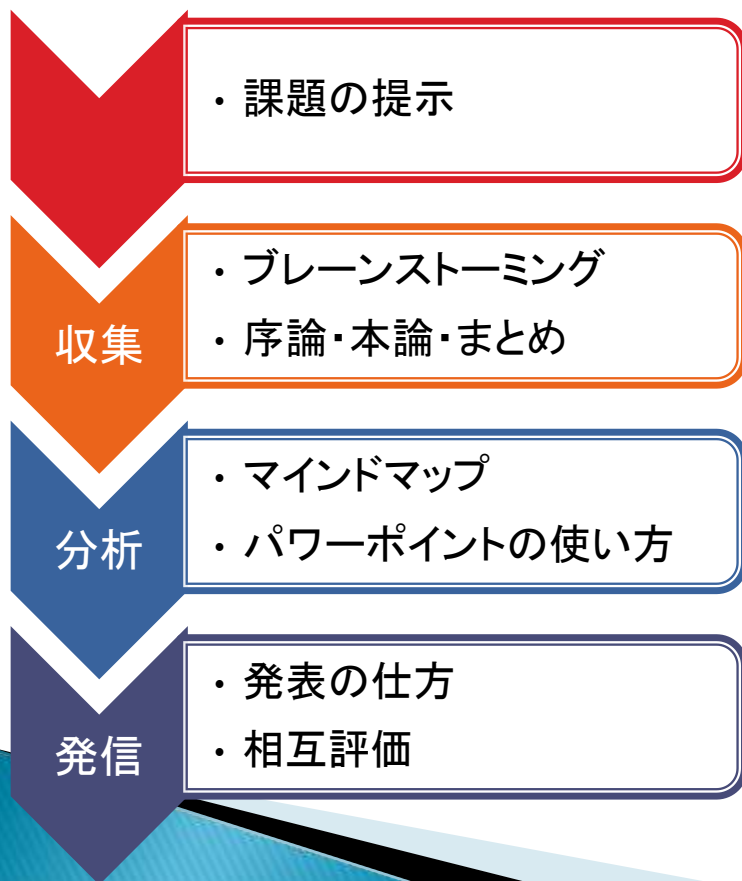 ・課題の提示
収集
・ブレーンストーミング
・序論・本論・まとめ
分析
・マインドマップ
・パワーポイントの使い方
発信
・発表の仕方
・相互評価